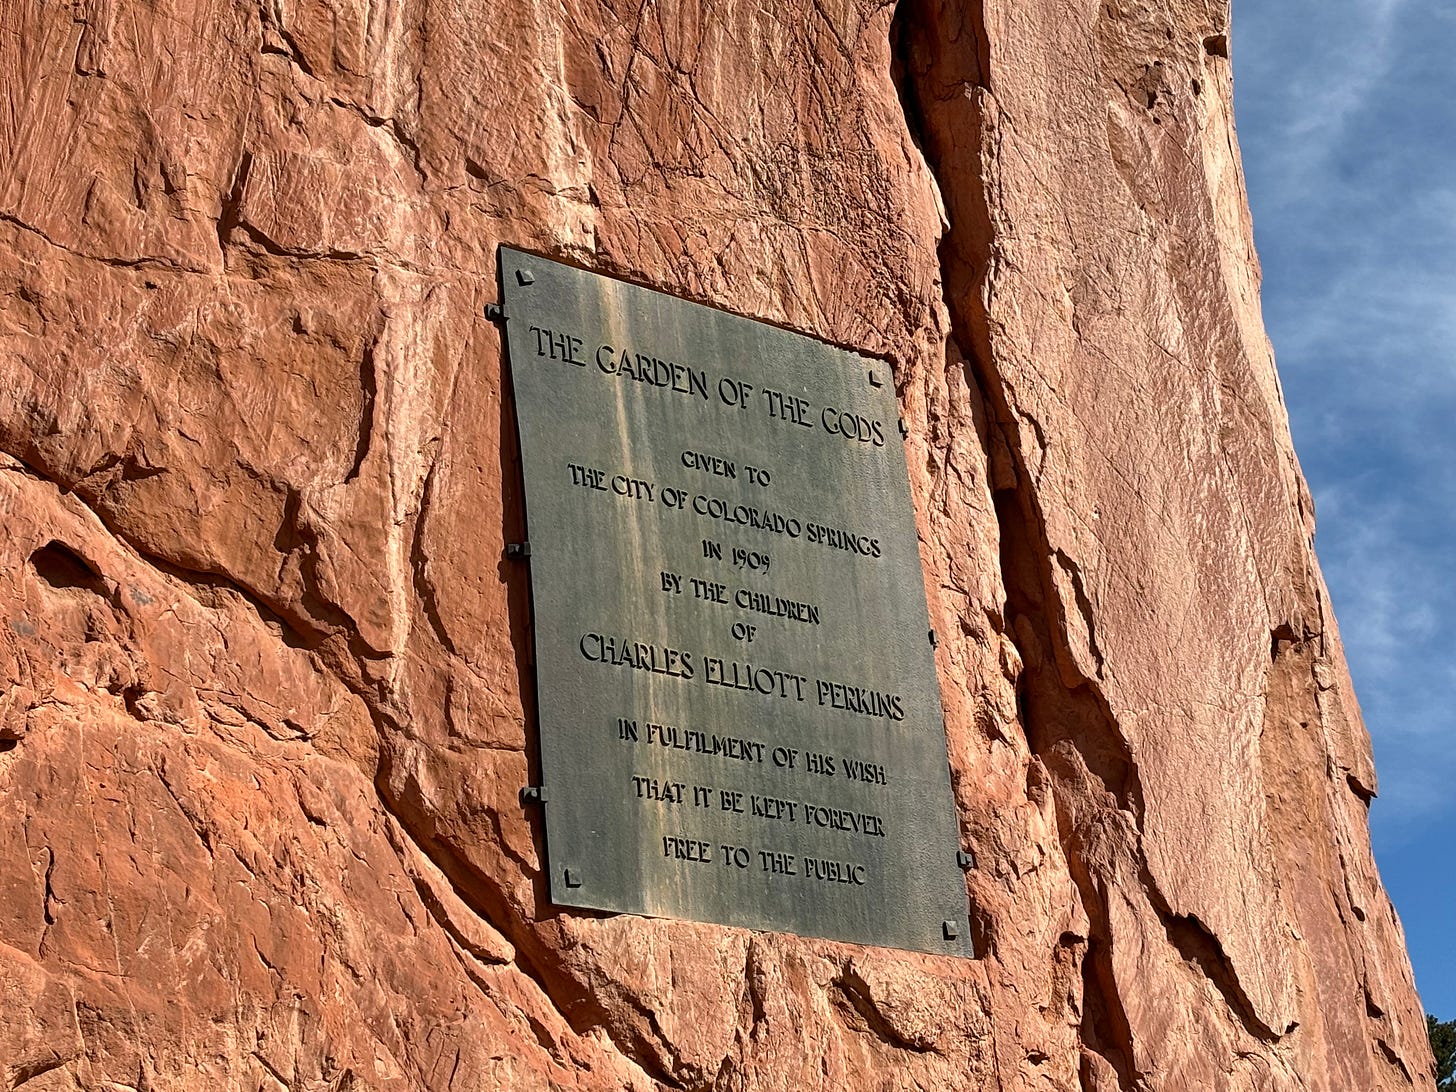 THE GARDEN OF THE GODS
GIVEN TO
THE CITY OF COLORADO SPRINGS
IN 1909
BY THE CHILDREN
OF
CHARLES ELLIOTT PERKINS
IN FULFILMENT OF HIS WISH
THAT IT BE KEPT FOREVER
FREE TO THE PUBLIC